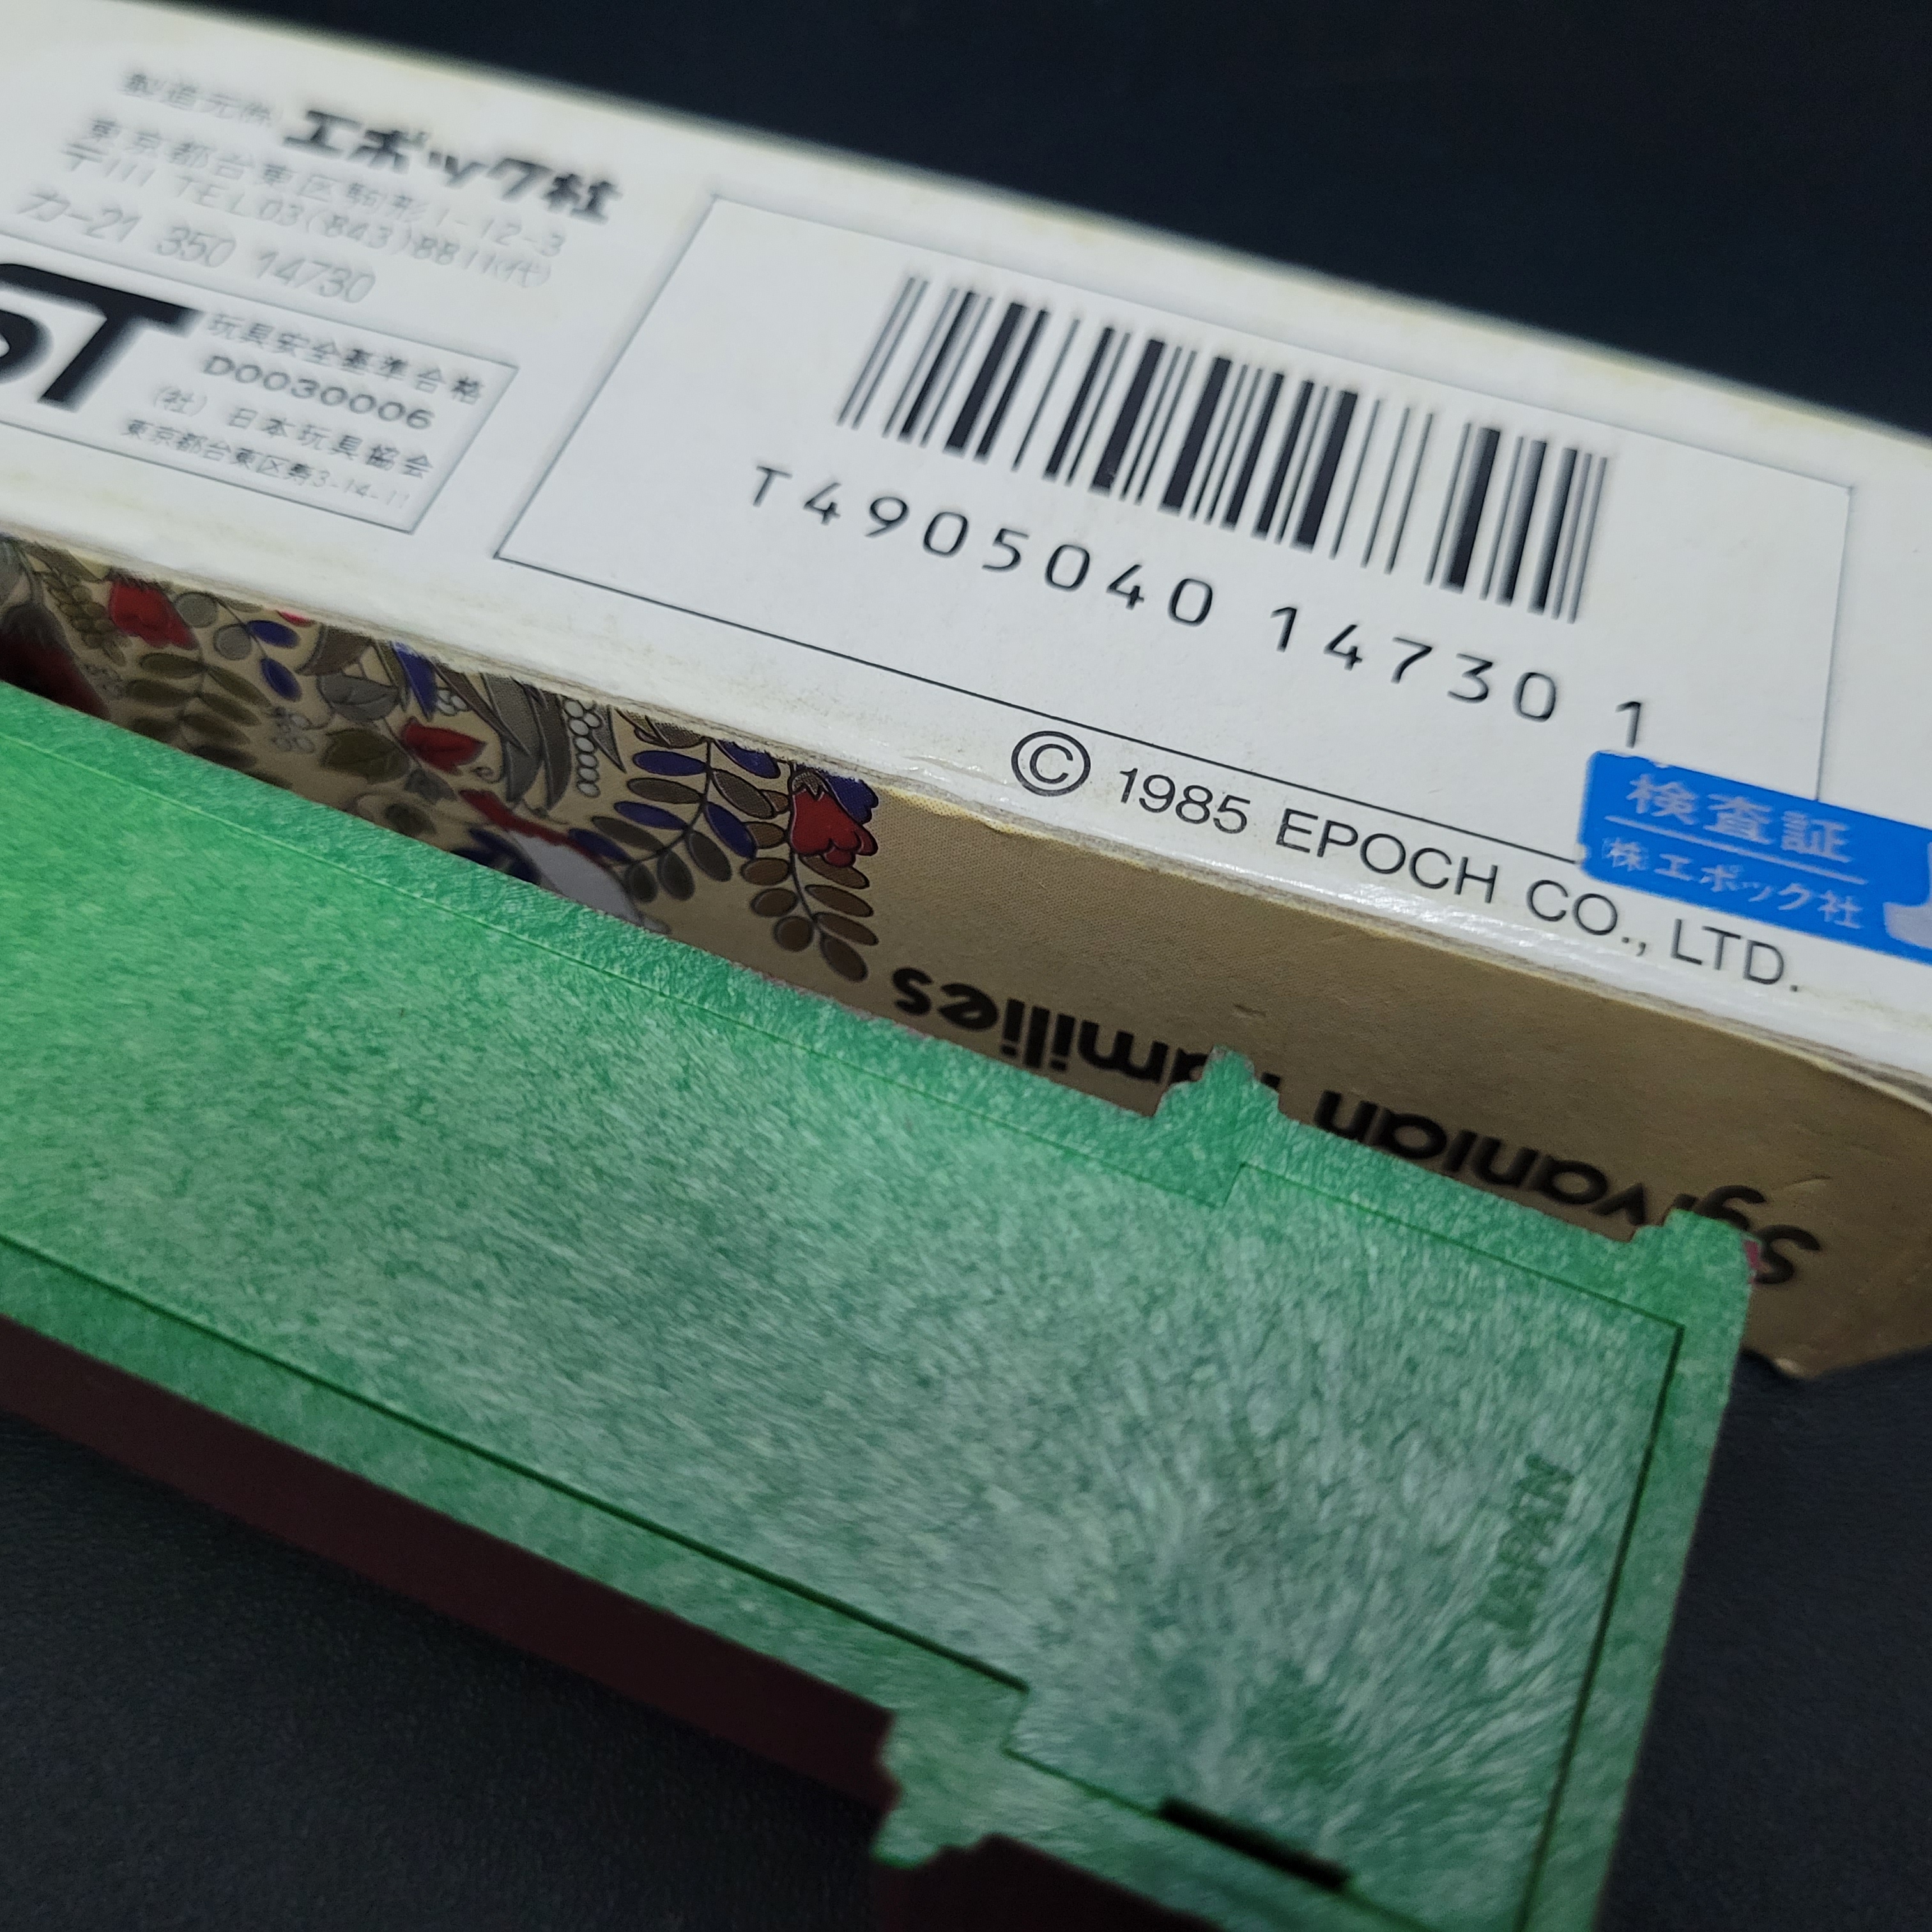 製造元㈱ エポック社
東京都台東区駒形1-12-3
〒111 TEL03(843)8811(代)
カ-21 350 14730
ST
玩具安全基準合格
D0030006
(社) 日本玩具協会
東京都台東区寿3-14-11
T4905040 14730 1
© 1985 EPOCH CO., LTD.
検査証
㈱エポック社
Sylvanian Families
JAPAN